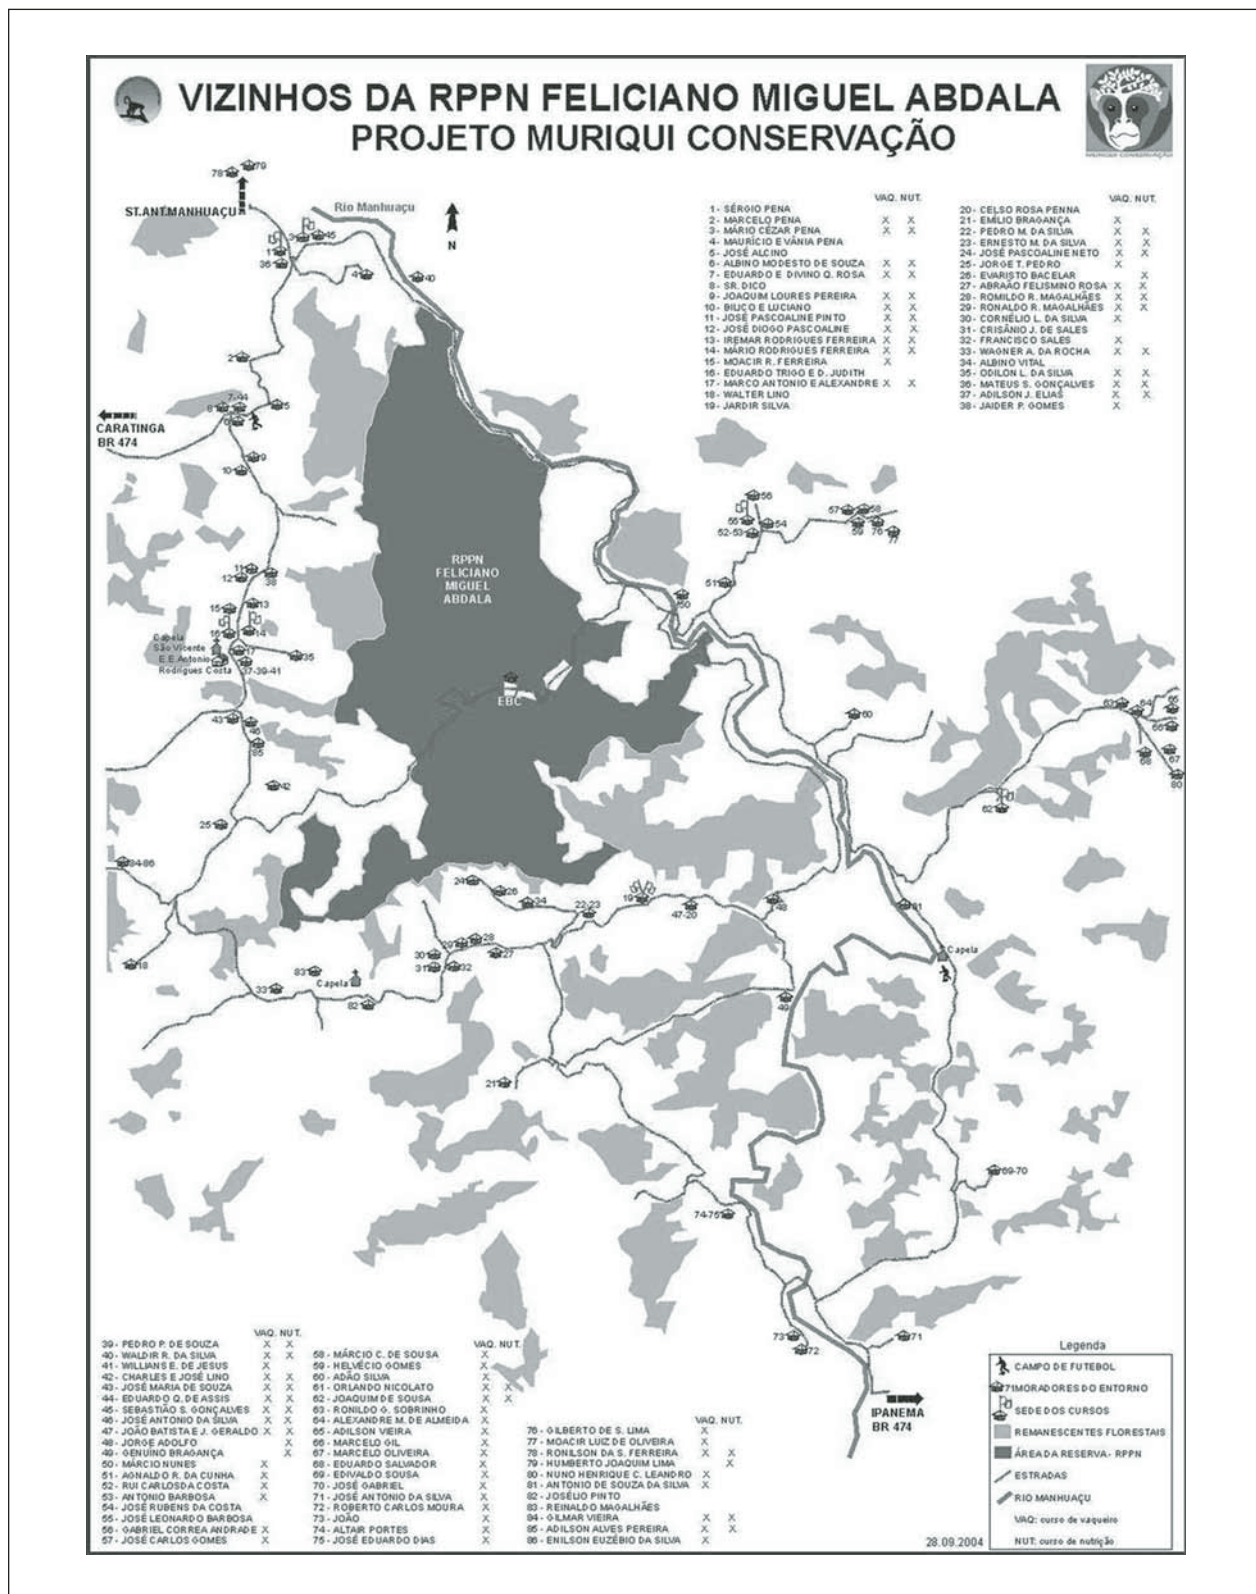 VIZINHOS DA RPPN FELICIANO MIGUEL ABDALA
PROJETO MURIQUI CONSERVAÇÃO
MURIQUI CONSERVAÇÃO
ST.ANT.MANHUAÇU
Rio Manhuaçu
N
CARATINGA
BR 474
RPPN
FELICIANO
MIGUEL
ABDALA
EBC
Capela
São Vicente
E.E.Antonio
Rodrigues Costa
Capela
Capela
IPANEMA
BR 474
VAQ. NUT.
1 - SÉRGIO PENA
2 - MARCELO PENA X X
3 - MÁRIO CÉZAR PENA X X
4 - MAURÍCIO E VÂNIA PENA
5 - JOSÉ ALCINO
6 - ALBINO MODESTO DE SOUZA X X
7 - EDUARDO E DIVINO Q. ROSA X X
8 - SR. DICO
9 - JOAQUIM LOURES PEREIRA X X
10 - BILICO E LUCIANO X X
11 - JOSÉ PASCOALINE PINTO X X
12 - JOSÉ DIOGO PASCOALINE X X
13 - IREMAR RODRIGUES FERREIRA X X
14 - MÁRIO RODRIGUES FERREIRA X X
15 - MOACIR R. FERREIRA X
16 - EDUARDO TRIGO E D. JUDITH
17 - MARCO ANTONIO E ALEXANDRE X X
18 - WALTER LINO
19 - JARDIR SILVA
VAQ. NUT.
20 - CELSO ROSA PENNA
21 - EMÍLIO BRAGANÇA X
22 - PEDRO M. DA SILVA X X
23 - ERNESTO M. DA SILVA X X
24 - JOSÉ PASCOALINE NETO X X
25 - JORGE T. PEDRO X
26 - EVARISTO BACELAR X
27 - ABRAÃO FELISMINO ROSA X X
28 - ROMILDO R. MAGALHÃES X X
29 - RONALDO R. MAGALHÃES X X
30 - CORNÉLIO L. DA SILVA X
31 - CRISÂNIO J. DE SALES
32 - FRANCISCO SALES X
33 - WAGNER A. DA ROCHA X X
34 - ALBINO VITAL
35 - ODILON L. DA SILVA X X
36 - MATEUS S. GONÇALVES X X
37 - ADILSON J. ELIAS X X
38 - JAIDER P. GOMES X
VAQ. NUT.
39 - PEDRO P. DE SOUZA X X
40 - WALDIR R. DA SILVA X X
41 - WILLIANS E. DE JESUS X
42 - CHARLES E JOSÉ LINO X X
43 - JOSÉ MARIA DE SOUZA X X
44 - EDUARDO Q. DE ASSIS X X
45 - SEBASTIÃO S. GONÇALVES X X
46 - JOSÉ ANTONIO DA SILVA X X
47 - JOÃO BATISTA E J. GERALDO X X
48 - JORGE ADOLFO X
49 - GENUÍNO BRAGANÇA X
50 - MÁRCIO NUNES X
51 - AGNALDO R. DA CUNHA X
52 - RUI CARLOSDA COSTA X
53 - ANTONIO BARBOSA X
54 - JOSÉ RUBENS DA COSTA
55 - JOSÉ LEONARDO BARBOSA
56 - GABRIEL CORREA ANDRADE X
57 - JOSÉ CARLOS GOMES X
VAQ. NUT.
58 - MÁRCIO C. DE SOUSA X
59 - HELVÉCIO GOMES X
60 - ADÃO SILVA X
61 - ORLANDO NICOLATO X X
62 - JOAQUIM DE SOUSA X X
63 - RONILDO G. SOBRINHO X
64 - ALEXANDRE M. DE ALMEIDA X
65 - ADILSON VIEIRA X
66 - MARCELO GIL X
67 - MARCELO OLIVEIRA X
68 - EDUARDO SALVADOR X
69 - EDIVALDO SOUSA X
70 - JOSÉ GABRIEL X
71 - JOSÉ ANTONIO DA SILVA X
72 - ROBERTO CARLOS MOURA X
73 - JOÃO X
74 - ALTAIR PORTES X
75 - JOSÉ EDUARDO DIAS X
VAQ. NUT.
76 - GILBERTO DE S. LIMA X
77 - MOACIR LUIZ DE OLIVEIRA X
78 - RONILSON DA S. FERREIRA X X
79 - HUMBERTO JOAQUIM LIMA X
80 - NUNO HENRIQUE C. LEANDRO X
81 - ANTONIO DE SOUZA DA SILVA X
82 - JOSÉLIO PINTO
83 - REINALDO MAGALHÃES
84 - GILMAR VIEIRA X X
85 - ADILSON ALVES PEREIRA X X
86 - ENILSON EUZÉBIO DA SILVA X
28.09.2004
Legenda
CAMPO DE FUTEBOL
71 MORADORES DO ENTORNO
SEDE DOS CURSOS
REMANESCENTES FLORESTAIS
ÁREA DA RESERVA - RPPN
ESTRADAS
RIO MANHUAÇU
VAQ: curso de vaqueiro
NUT: curso de nutrição